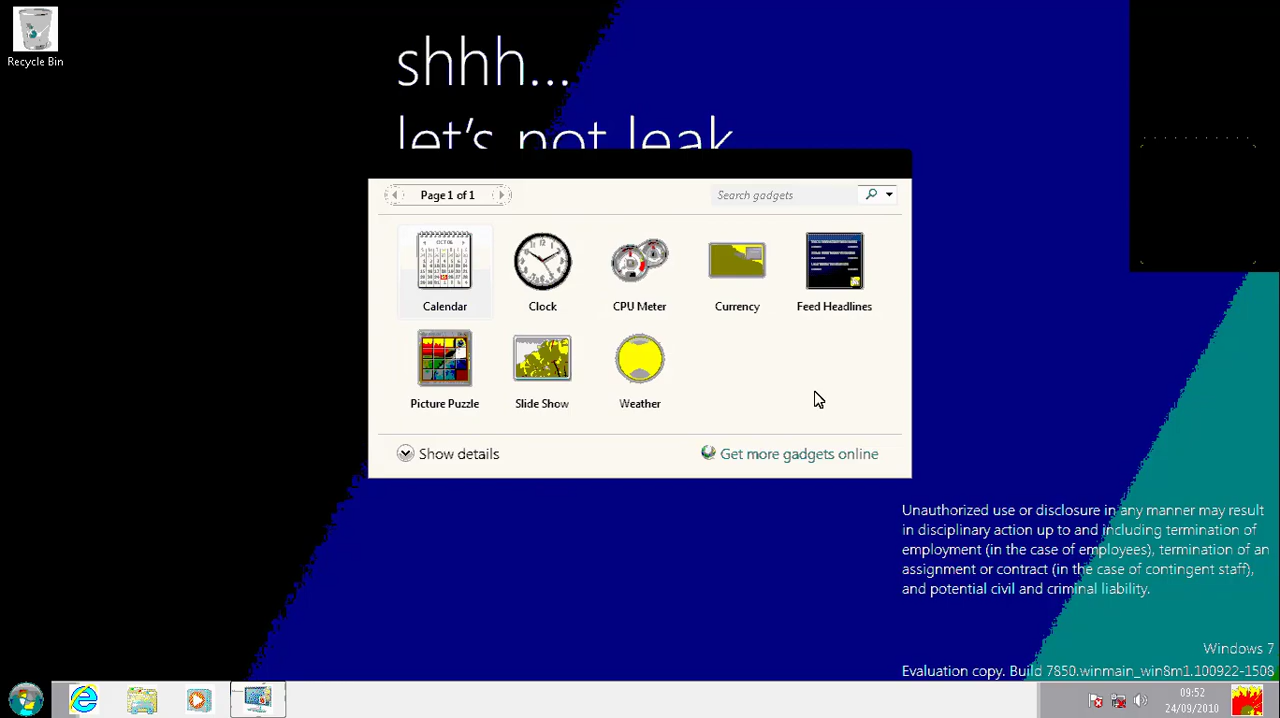 Recycle Bin
shhh...
let's not leak
Page 1 of 1
Search gadgets
Calendar
Clock
CPU Meter
Currency
Feed Headlines
Picture Puzzle
Slide Show
Weather
Show details
Get more gadgets online
Unauthorized use or disclosure in any manner may result
in disciplinary action up to and including termination of
employment (in the case of employees), termination of an
assignment or contract (in the case of contingent staff),
and potential civil and criminal liability.
Windows 7
Evaluation copy. Build 7850.winmain_win8m1.100922-1508
09:52
24/09/2010